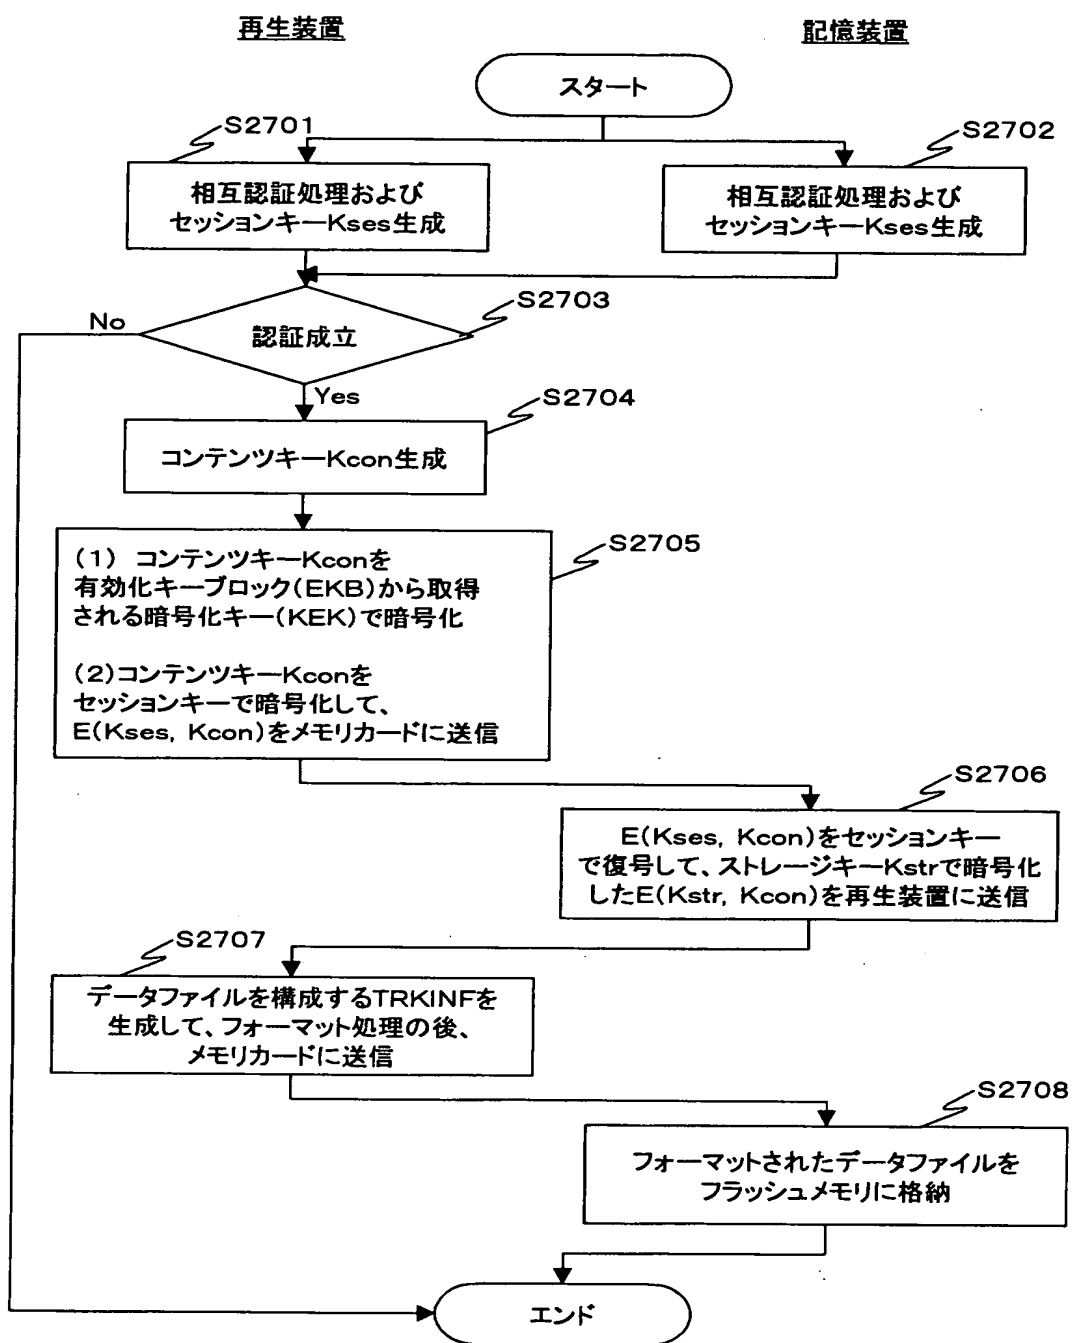 再生装置
記憶装置
スタート
S2701
S2702
相互認証処理および
セッションキーKses生成
相互認証処理および
セッションキーKses生成
S2703
No
認証成立
Yes
S2704
コンテンツキーKcon生成
S2705
(1) コンテンツキーKconを
有効化キーブロック(EKB)から取得
される暗号化キー(KEK)で暗号化
(2)コンテンツキーKconを
セッションキーで暗号化して、
E(Kses, Kcon)をメモリカードに送信
S2706
E(Kses, Kcon)をセッションキー
で復号して、ストレージキーKstrで暗号化
したE(Kstr, Kcon)を再生装置に送信
S2707
データファイルを構成するTRKINFを
生成して、フォーマット処理の後、
メモリカードに送信
S2708
フォーマットされたデータファイルを
フラッシュメモリに格納
エンド